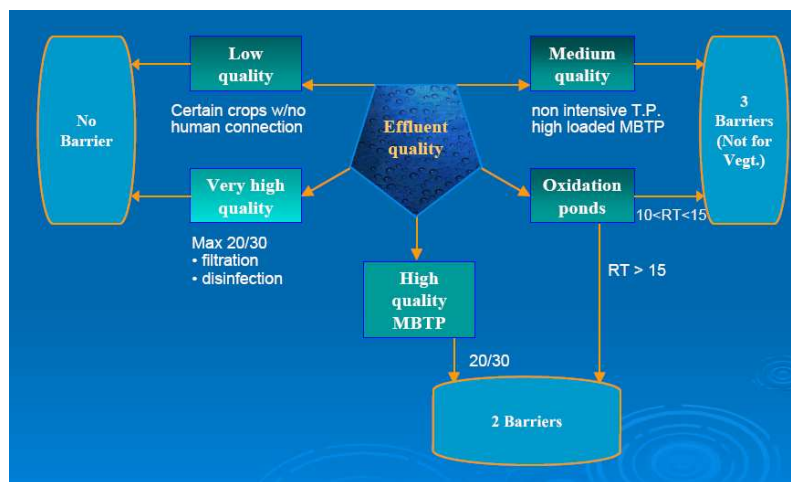 Low
quality
Medium
quality
No
Barrier
Certain crops w/no
human connection
Effluent
quality
non intensive T.P.
high loaded MBTP
3
Barriers
(Not for
Vegt.)
Very high
quality
Oxidation
ponds
10<RT<15
Max 20/30
• filtration
• disinfection
High
quality
MBTP
RT > 15
20/30
2 Barriers